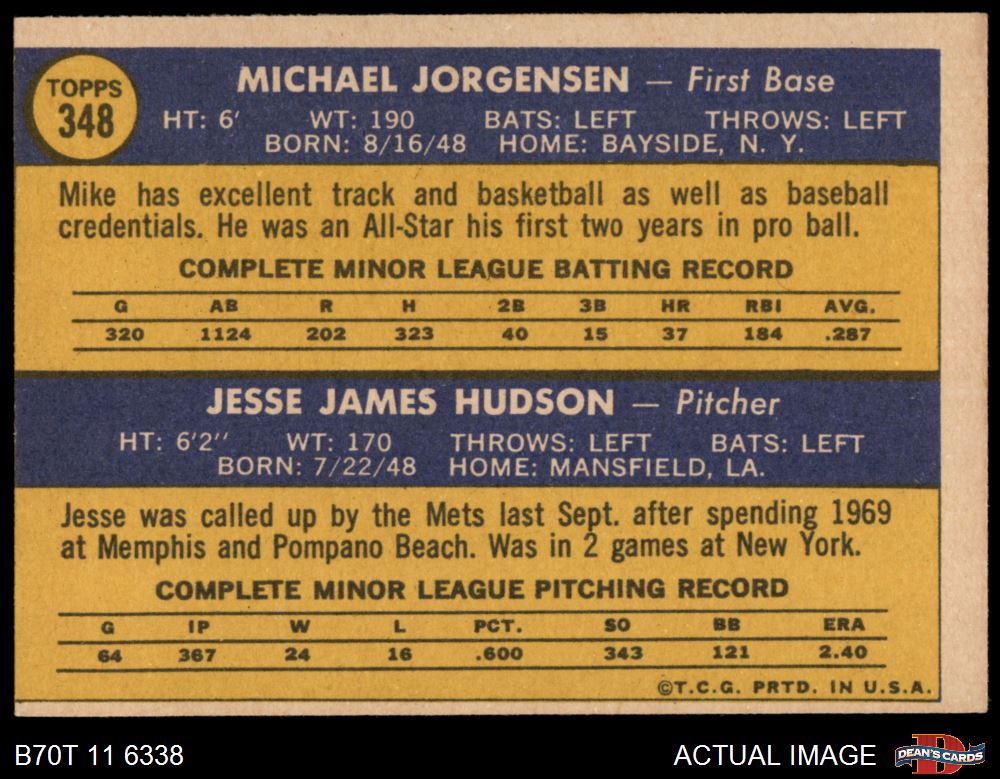 TOPPS
348
MICHAEL JORGENSEN — First Base
HT: 6' WT: 190 BATS: LEFT THROWS: LEFT
BORN: 8/16/48 HOME: BAYSIDE, N. Y.
Mike has excellent track and basketball as well as baseball
credentials. He was an All-Star his first two years in pro ball.
COMPLETE MINOR LEAGUE BATTING RECORD
G AB R H 2B 3B HR RBI AVG.
320 1124 202 323 40 15 37 184 .287
JESSE JAMES HUDSON — Pitcher
HT: 6'2'' WT: 170 THROWS: LEFT BATS: LEFT
BORN: 7/22/48 HOME: MANSFIELD, LA.
Jesse was called up by the Mets last Sept. after spending 1969
at Memphis and Pompano Beach. Was in 2 games at New York.
COMPLETE MINOR LEAGUE PITCHING RECORD
G IP W L PCT. SO BB ERA
64 367 24 16 .600 343 121 2.40
©T.C.G. PRTD. IN U.S.A.
B70T 11 6338
ACTUAL IMAGE
DEAN'S CARDS